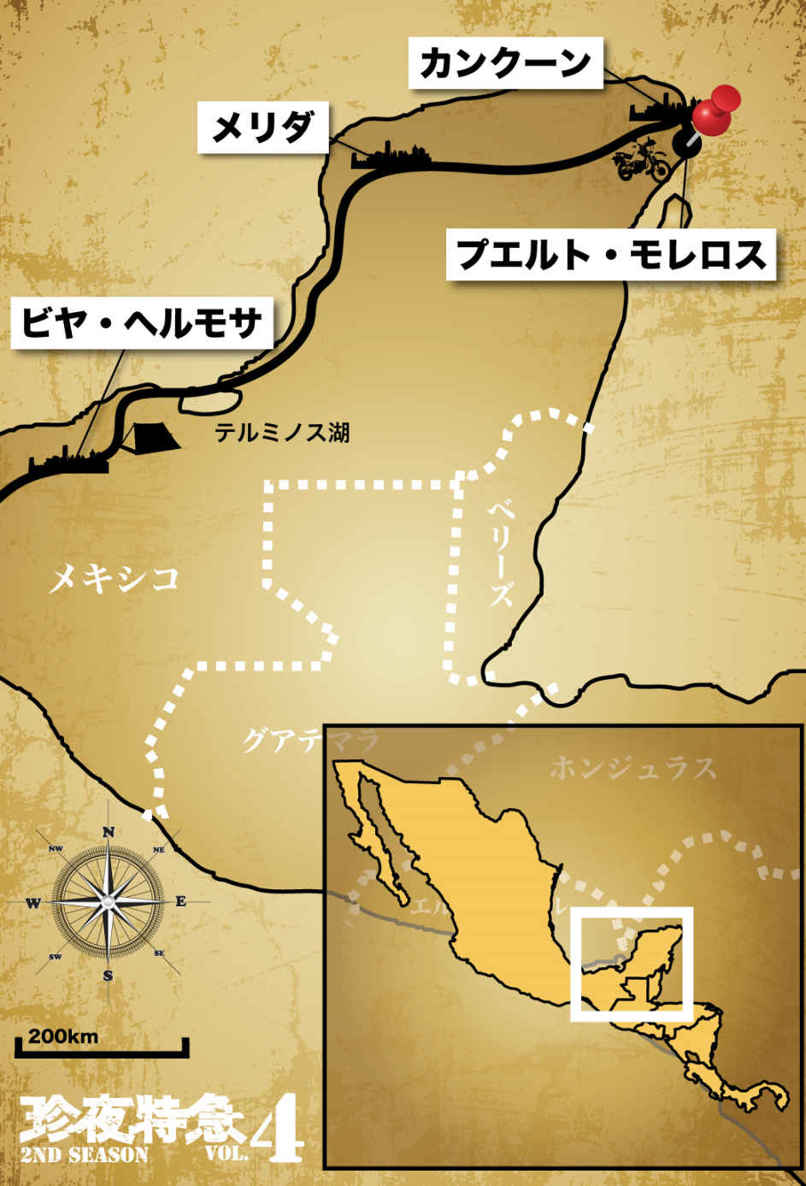 カンクーン
メリダ
プエルト・モレロス
ビヤ・ヘルモサ
テルミノス湖
ベリーズ
メキシコ
グアテマラ
ホンジュラス
N
NW
NE
W
E
SW
SE
S
200km
珍夜特急4
2ND SEASON VOL.